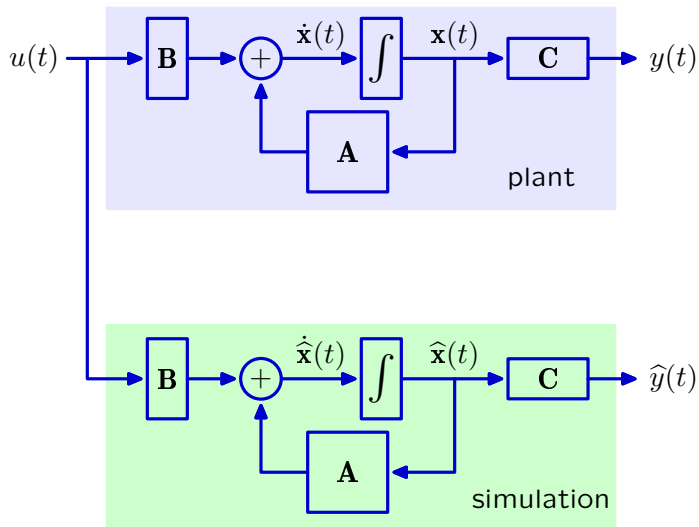 u(t) B + ẋ(t) ∫ x(t) C y(t)
A
plant
B + x̂̇(t) ∫ x̂(t) C ŷ(t)
A
simulation